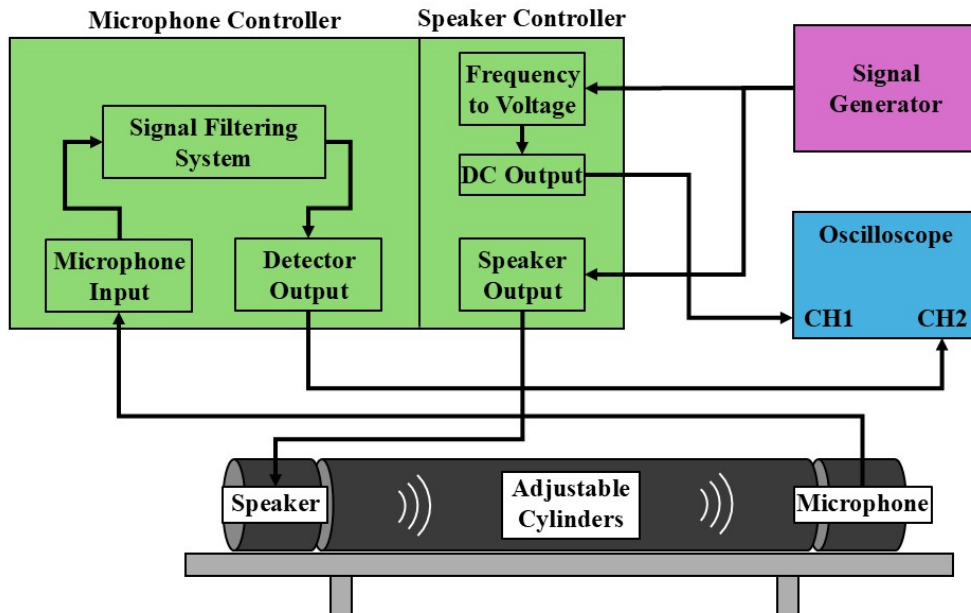 Microphone Controller
Speaker Controller
Frequency
to Voltage
DC Output
Speaker
Output
Signal Filtering
System
Microphone
Input
Detector
Output
Signal
Generator
Oscilloscope
CH1
CH2
Speaker
Adjustable
Cylinders
Microphone